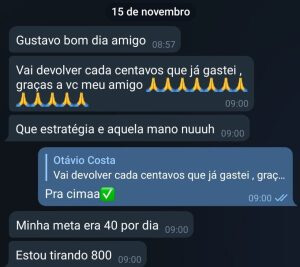 15 de novembro
Gustavo bom dia amigo
08:57
Vai devolver cada centavos que já gastei ,
graças a vc meu amigo 🙏🙏🙏🙏🙏🙏🙏
🙏🙏🙏🙏🙏
09:00
Que estratégia e aquela mano nuuuh
09:00
Otávio Costa
Vai devolver cada centavos que já gastei , graç...
Pra cimaa✅
09:00
Minha meta era 40 por dia
09:00
Estou tirando 800
09:00